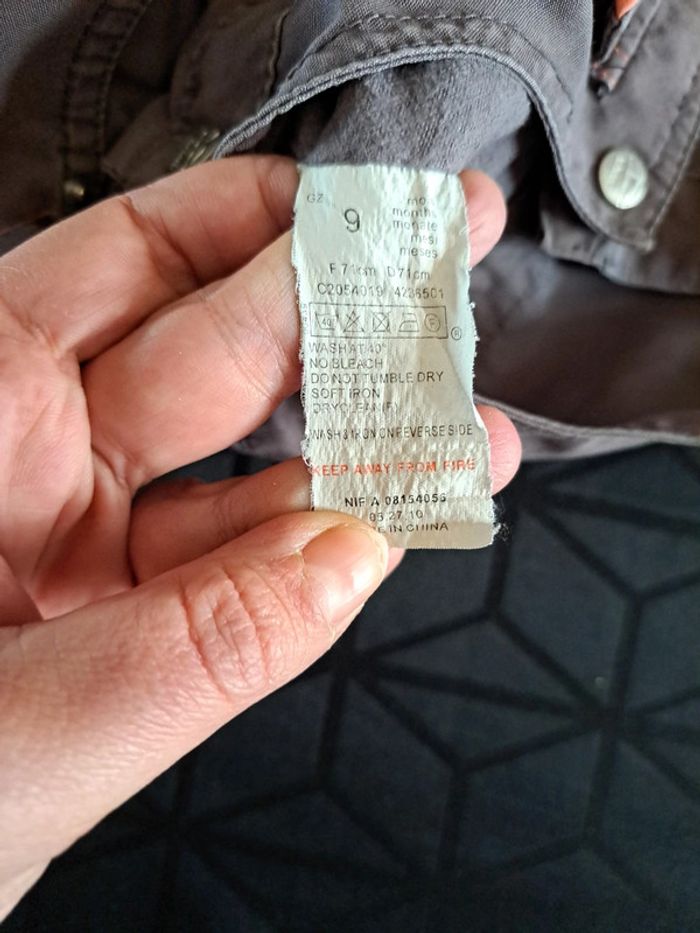 GZ
9
mo
months
monate
mesi
meses
F 71cm D 71cm
C2054019 4226501
40°
WASH AT 40°
NO BLEACH
DO NOT TUMBLE DRY
SOFT IRON
DRYCLEAN(F)
WASH & IRON ON REVERSE SIDE
KEEP AWAY FROM FIRE
NIF A 08154056
05.27.10
E IN CHINA